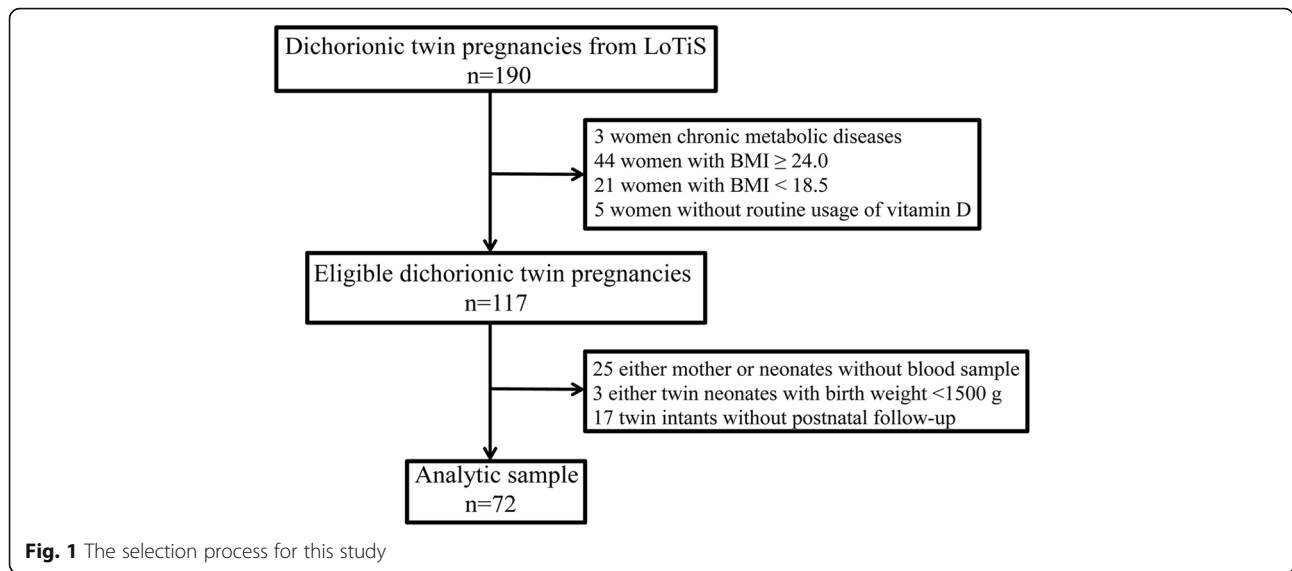 Dichorionic twin pregnancies from LoTiS
n=190
3 women chronic metabolic diseases
44 women with BMI ≥ 24.0
21 women with BMI < 18.5
5 women without routine usage of vitamin D
Eligible dichorionic twin pregnancies
n=117
25 either mother or neonates without blood sample
3 either twin neonates with birth weight <1500 g
17 twin intants without postnatal follow-up
Analytic sample
n=72
Fig. 1 The selection process for this study